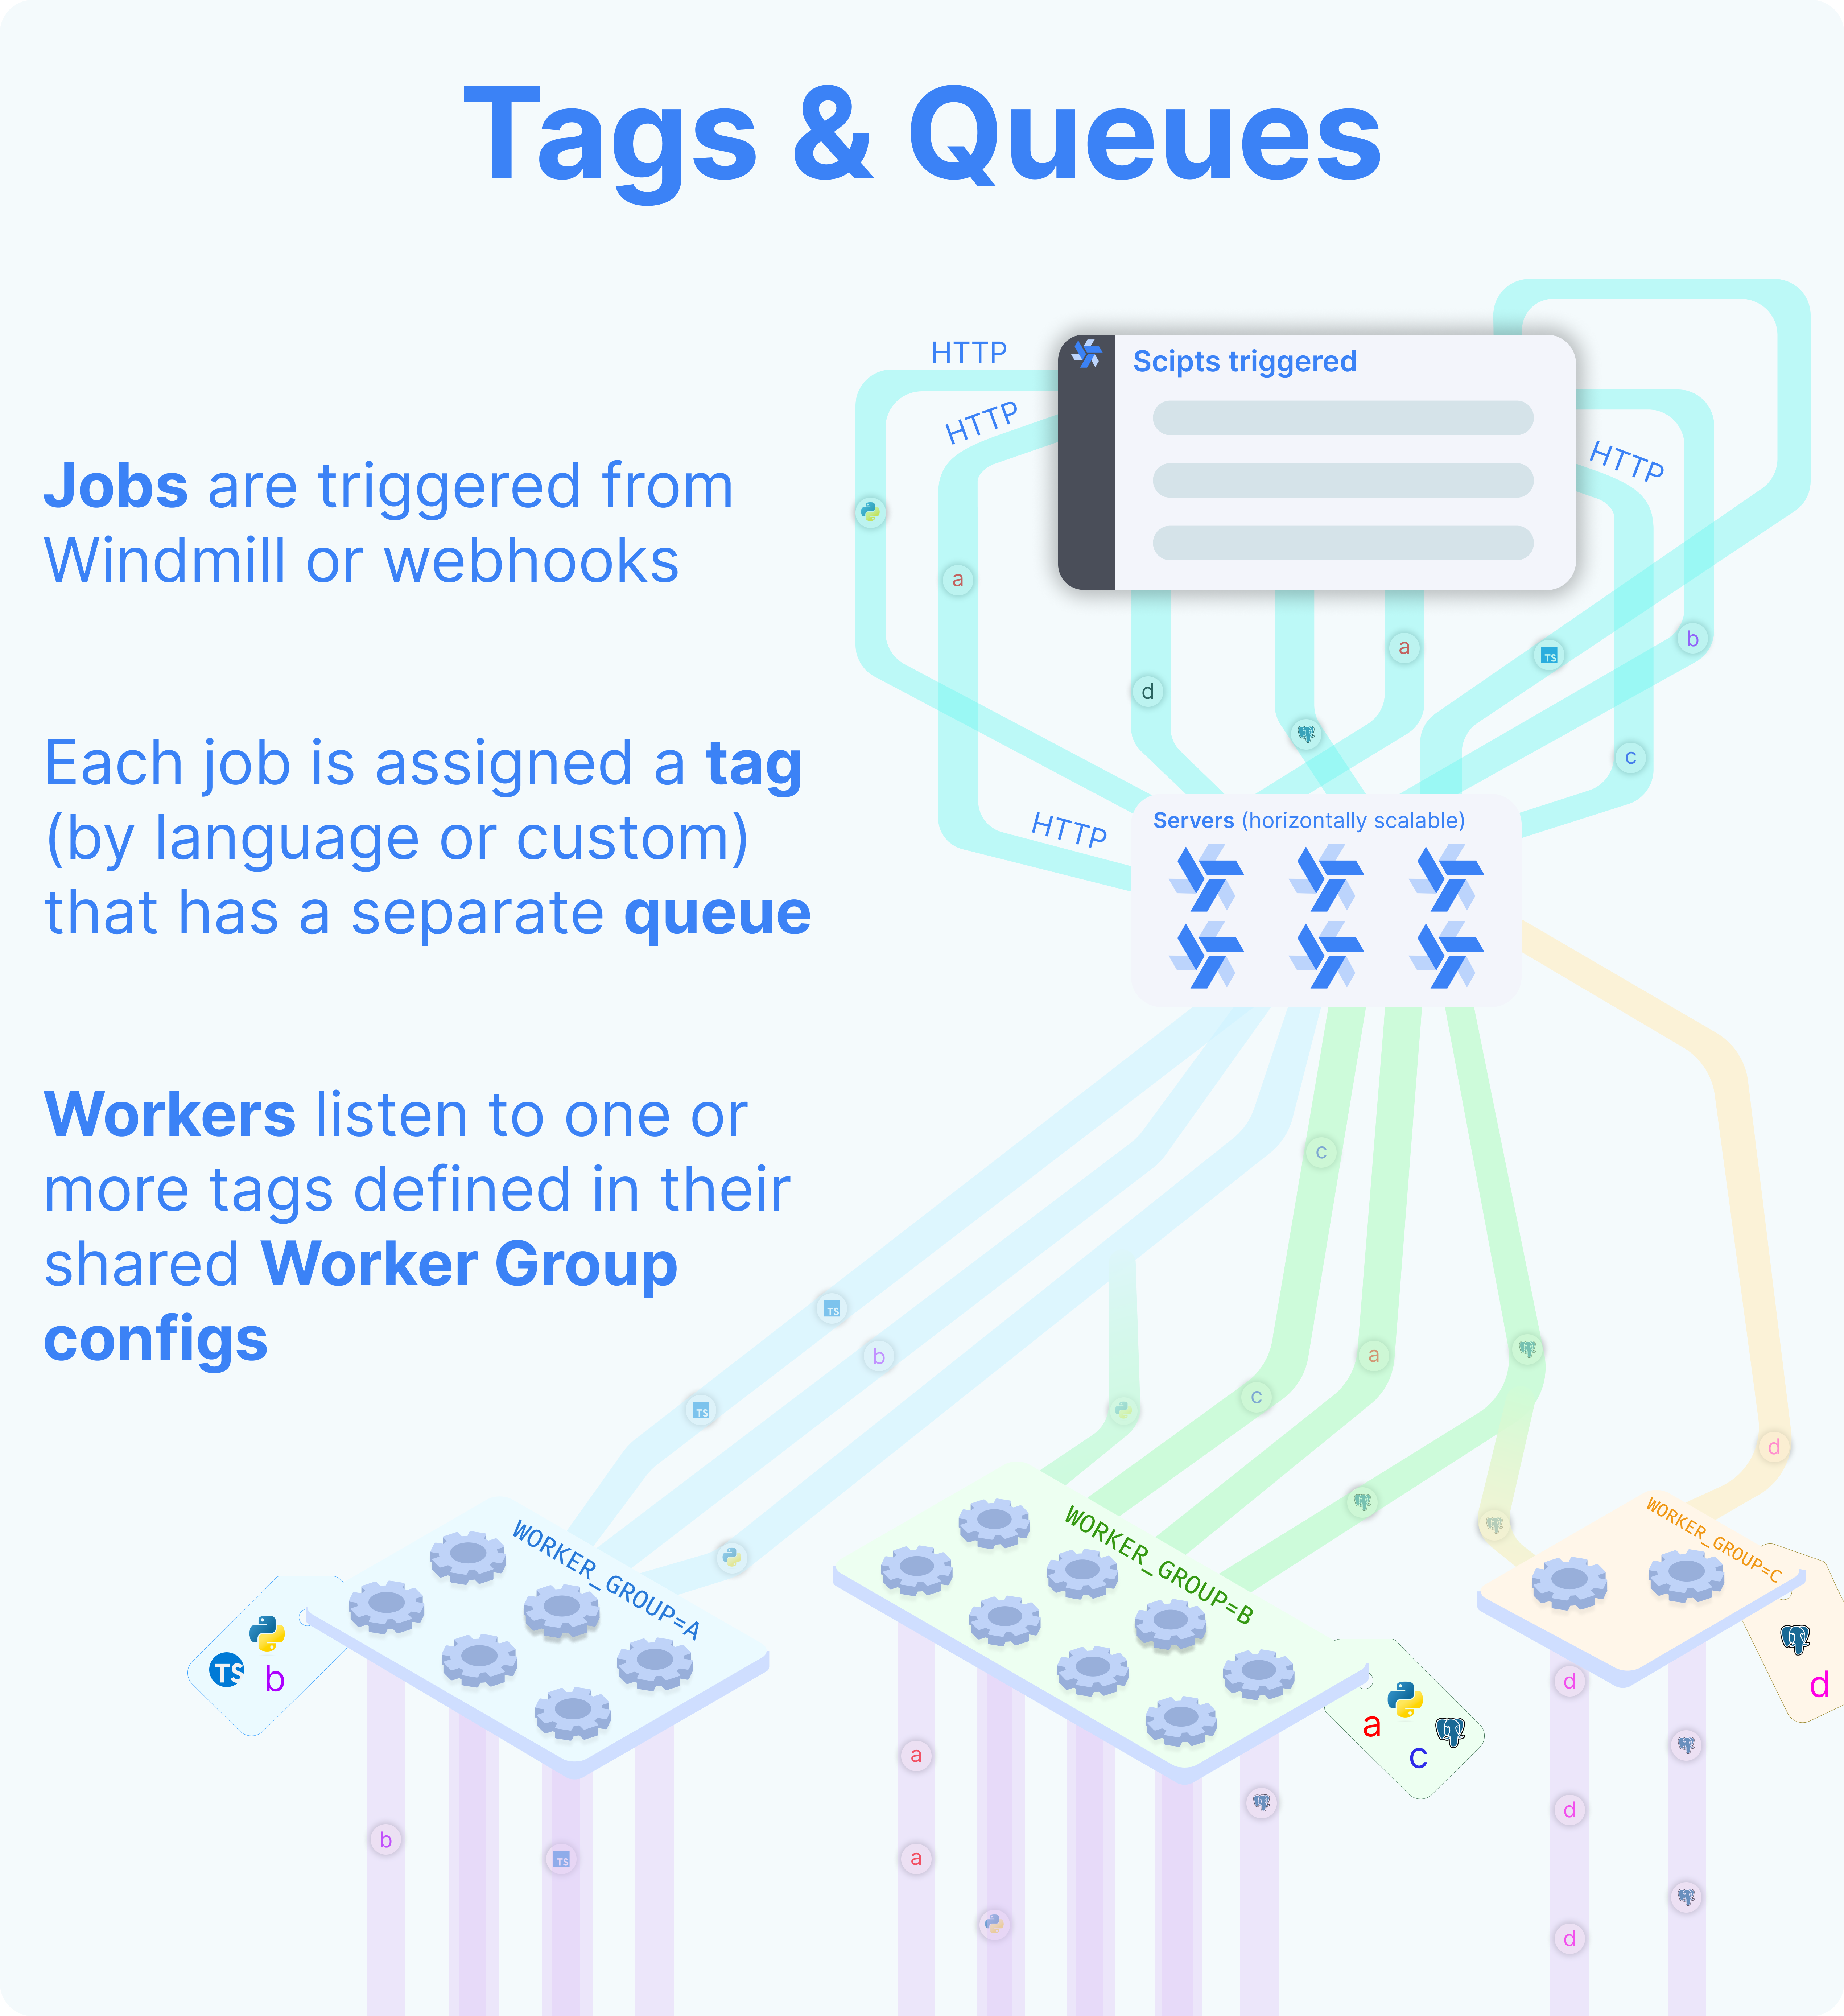 Tags & Queues
HTTP
HTTP
Scipts triggered
HTTP
Jobs are triggered from
Windmill or webhooks
a
a
b
TS
d
c
Each job is assigned a tag
(by language or custom)
that has a separate queue
HTTP
Servers (horizontally scalable)
Workers listen to one or
more tags defined in their
shared Worker Group
configs
c
TS
b
a
TS
c
d
WORKER_GROUP=A
WORKER_GROUP=B
WORKER_GROUP=C
TS
b
a
c
d
d
a
d
b
TS
a
d